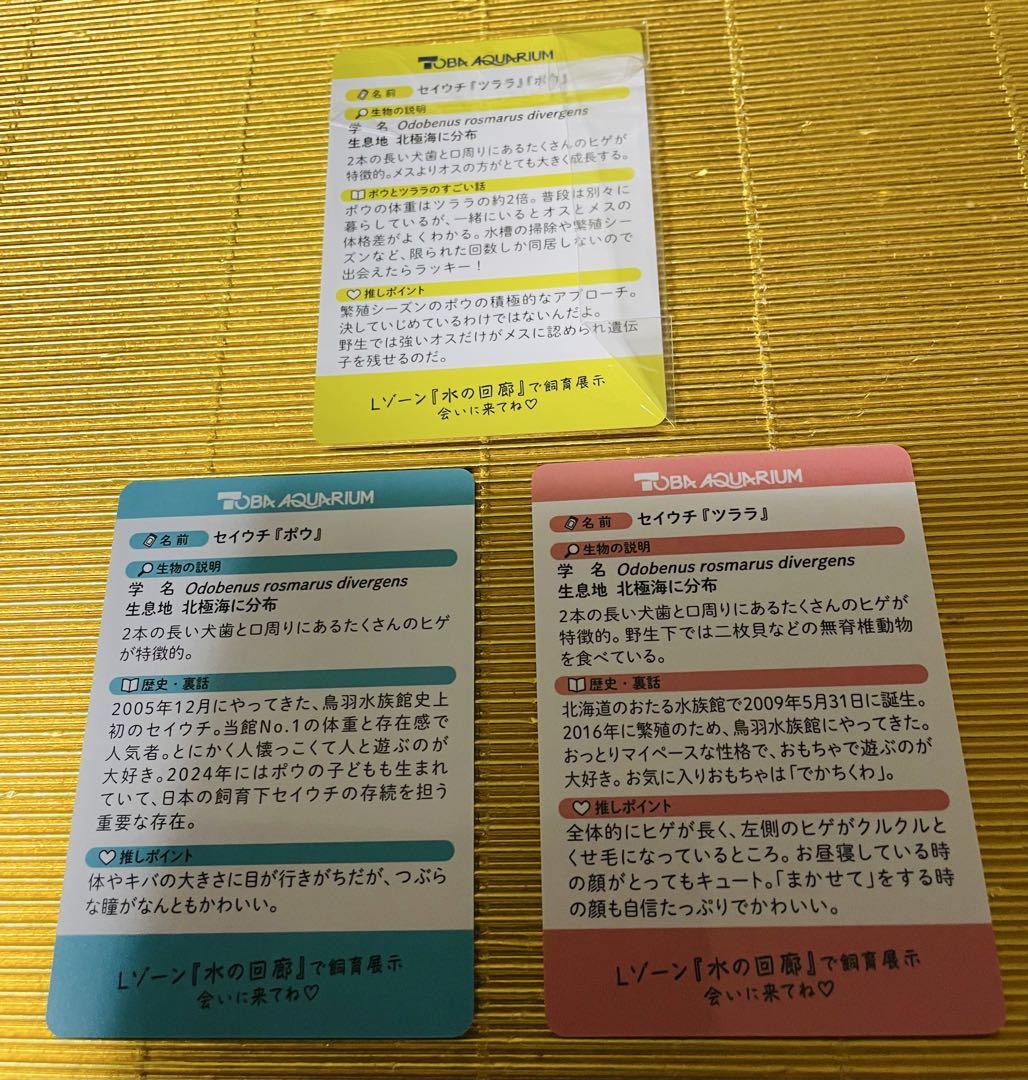 TOBA AQUARIUM
名前 セイウチ『ツララ』『ポウ』
生物の説明
学 名 Odobenus rosmarus divergens
生息地 北極海に分布
2本の長い犬歯と口周りにあるたくさんのヒゲが
特徴的。メスよりオスの方がとても大きく成長する。
ポウとツララのすごい話
ポウの体重はツララの約2倍。普段は別々に
暮らしているが、一緒にいるとオスとメスの
体格差がよくわかる。水槽の掃除や繁殖シー
ズンなど、限られた回数しか同居しないので
出会えたらラッキー！
推しポイント
繁殖シーズンのポウの積極的なアプローチ。
決していじめているわけではないんだよ。
野生では強いオスだけがメスに認められ遺伝
子を残せるのだ。
Lゾーン『水の回廊』で飼育展示
会いに来てね♡
TOBA AQUARIUM
名前 セイウチ『ポウ』
生物の説明
学 名 Odobenus rosmarus divergens
生息地 北極海に分布
2本の長い犬歯と口周りにあるたくさんのヒゲ
が特徴的。
歴史・裏話
2005年12月にやってきた、鳥羽水族館史上
初のセイウチ。当館No.1の体重と存在感で
人気者。とにかく人懐っこくて人と遊ぶのが
大好き。2024年にはポウの子どもも生まれ
ていて、日本の飼育下セイウチの存続を担う
重要な存在。
推しポイント
体やキバの大きさに目が行きがちだが、つぶら
な瞳がなんともかわいい。
Lゾーン『水の回廊』で飼育展示
会いに来てね♡
TOBA AQUARIUM
名前 セイウチ『ツララ』
生物の説明
学 名 Odobenus rosmarus divergens
生息地 北極海に分布
2本の長い犬歯と口周りにあるたくさんのヒゲが
特徴的。野生下では二枚貝などの無脊椎動物
を食べている。
歴史・裏話
北海道のおたる水族館で2009年5月31日に誕生。
2016年に繁殖のため、鳥羽水族館にやってきた。
おっとりマイペースな性格で、おもちゃで遊ぶのが
大好き。お気に入りおもちゃは「でかちくわ」。
推しポイント
全体的にヒゲが長く、左側のヒゲがクルクルと
くせ毛になっているところ。お昼寝している時
の顔がとってもキュート。「まかせて」をする時
の顔も自信たっぷりでかわいい。
Lゾーン『水の回廊』で飼育展示
会いに来てね♡